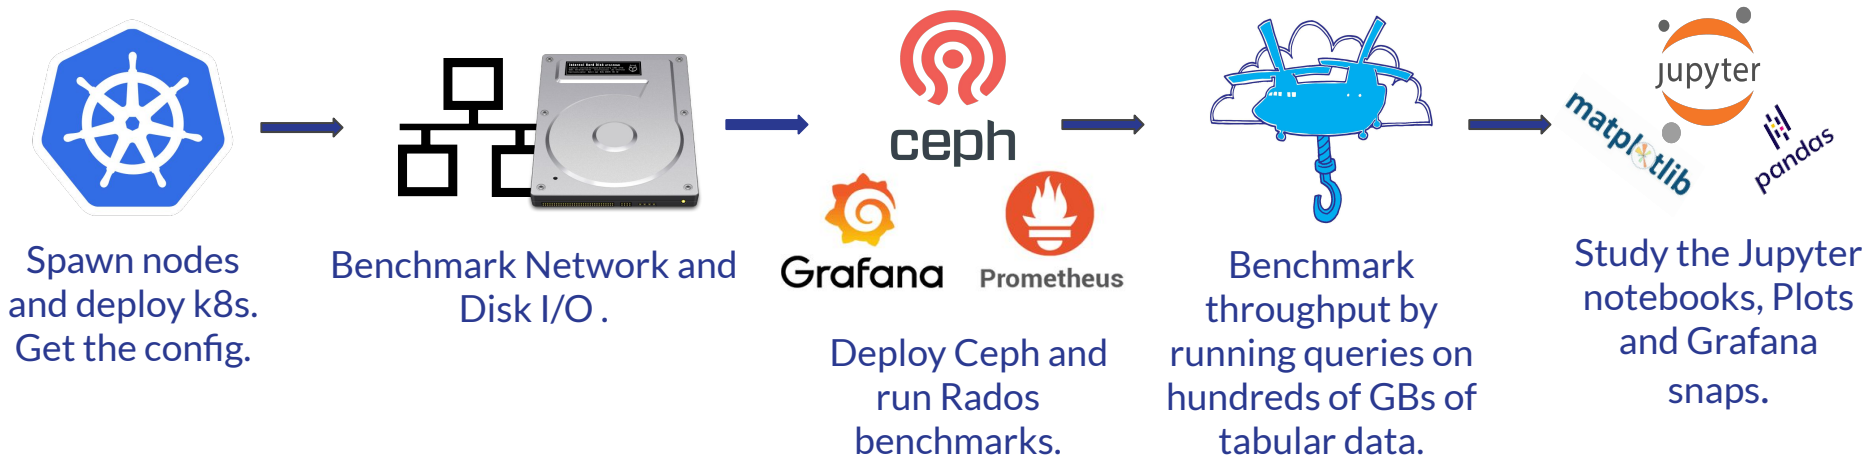 Spawn nodes
and deploy k8s.
Get the config.
Benchmark Network and
Disk I/O .
ceph
Grafana
Prometheus
Deploy Ceph and
run Rados
benchmarks.
Benchmark
throughput by
running queries on
hundreds of GBs of
tabular data.
jupyter
matplotlib
pandas
Study the Jupyter
notebooks, Plots
and Grafana
snaps.